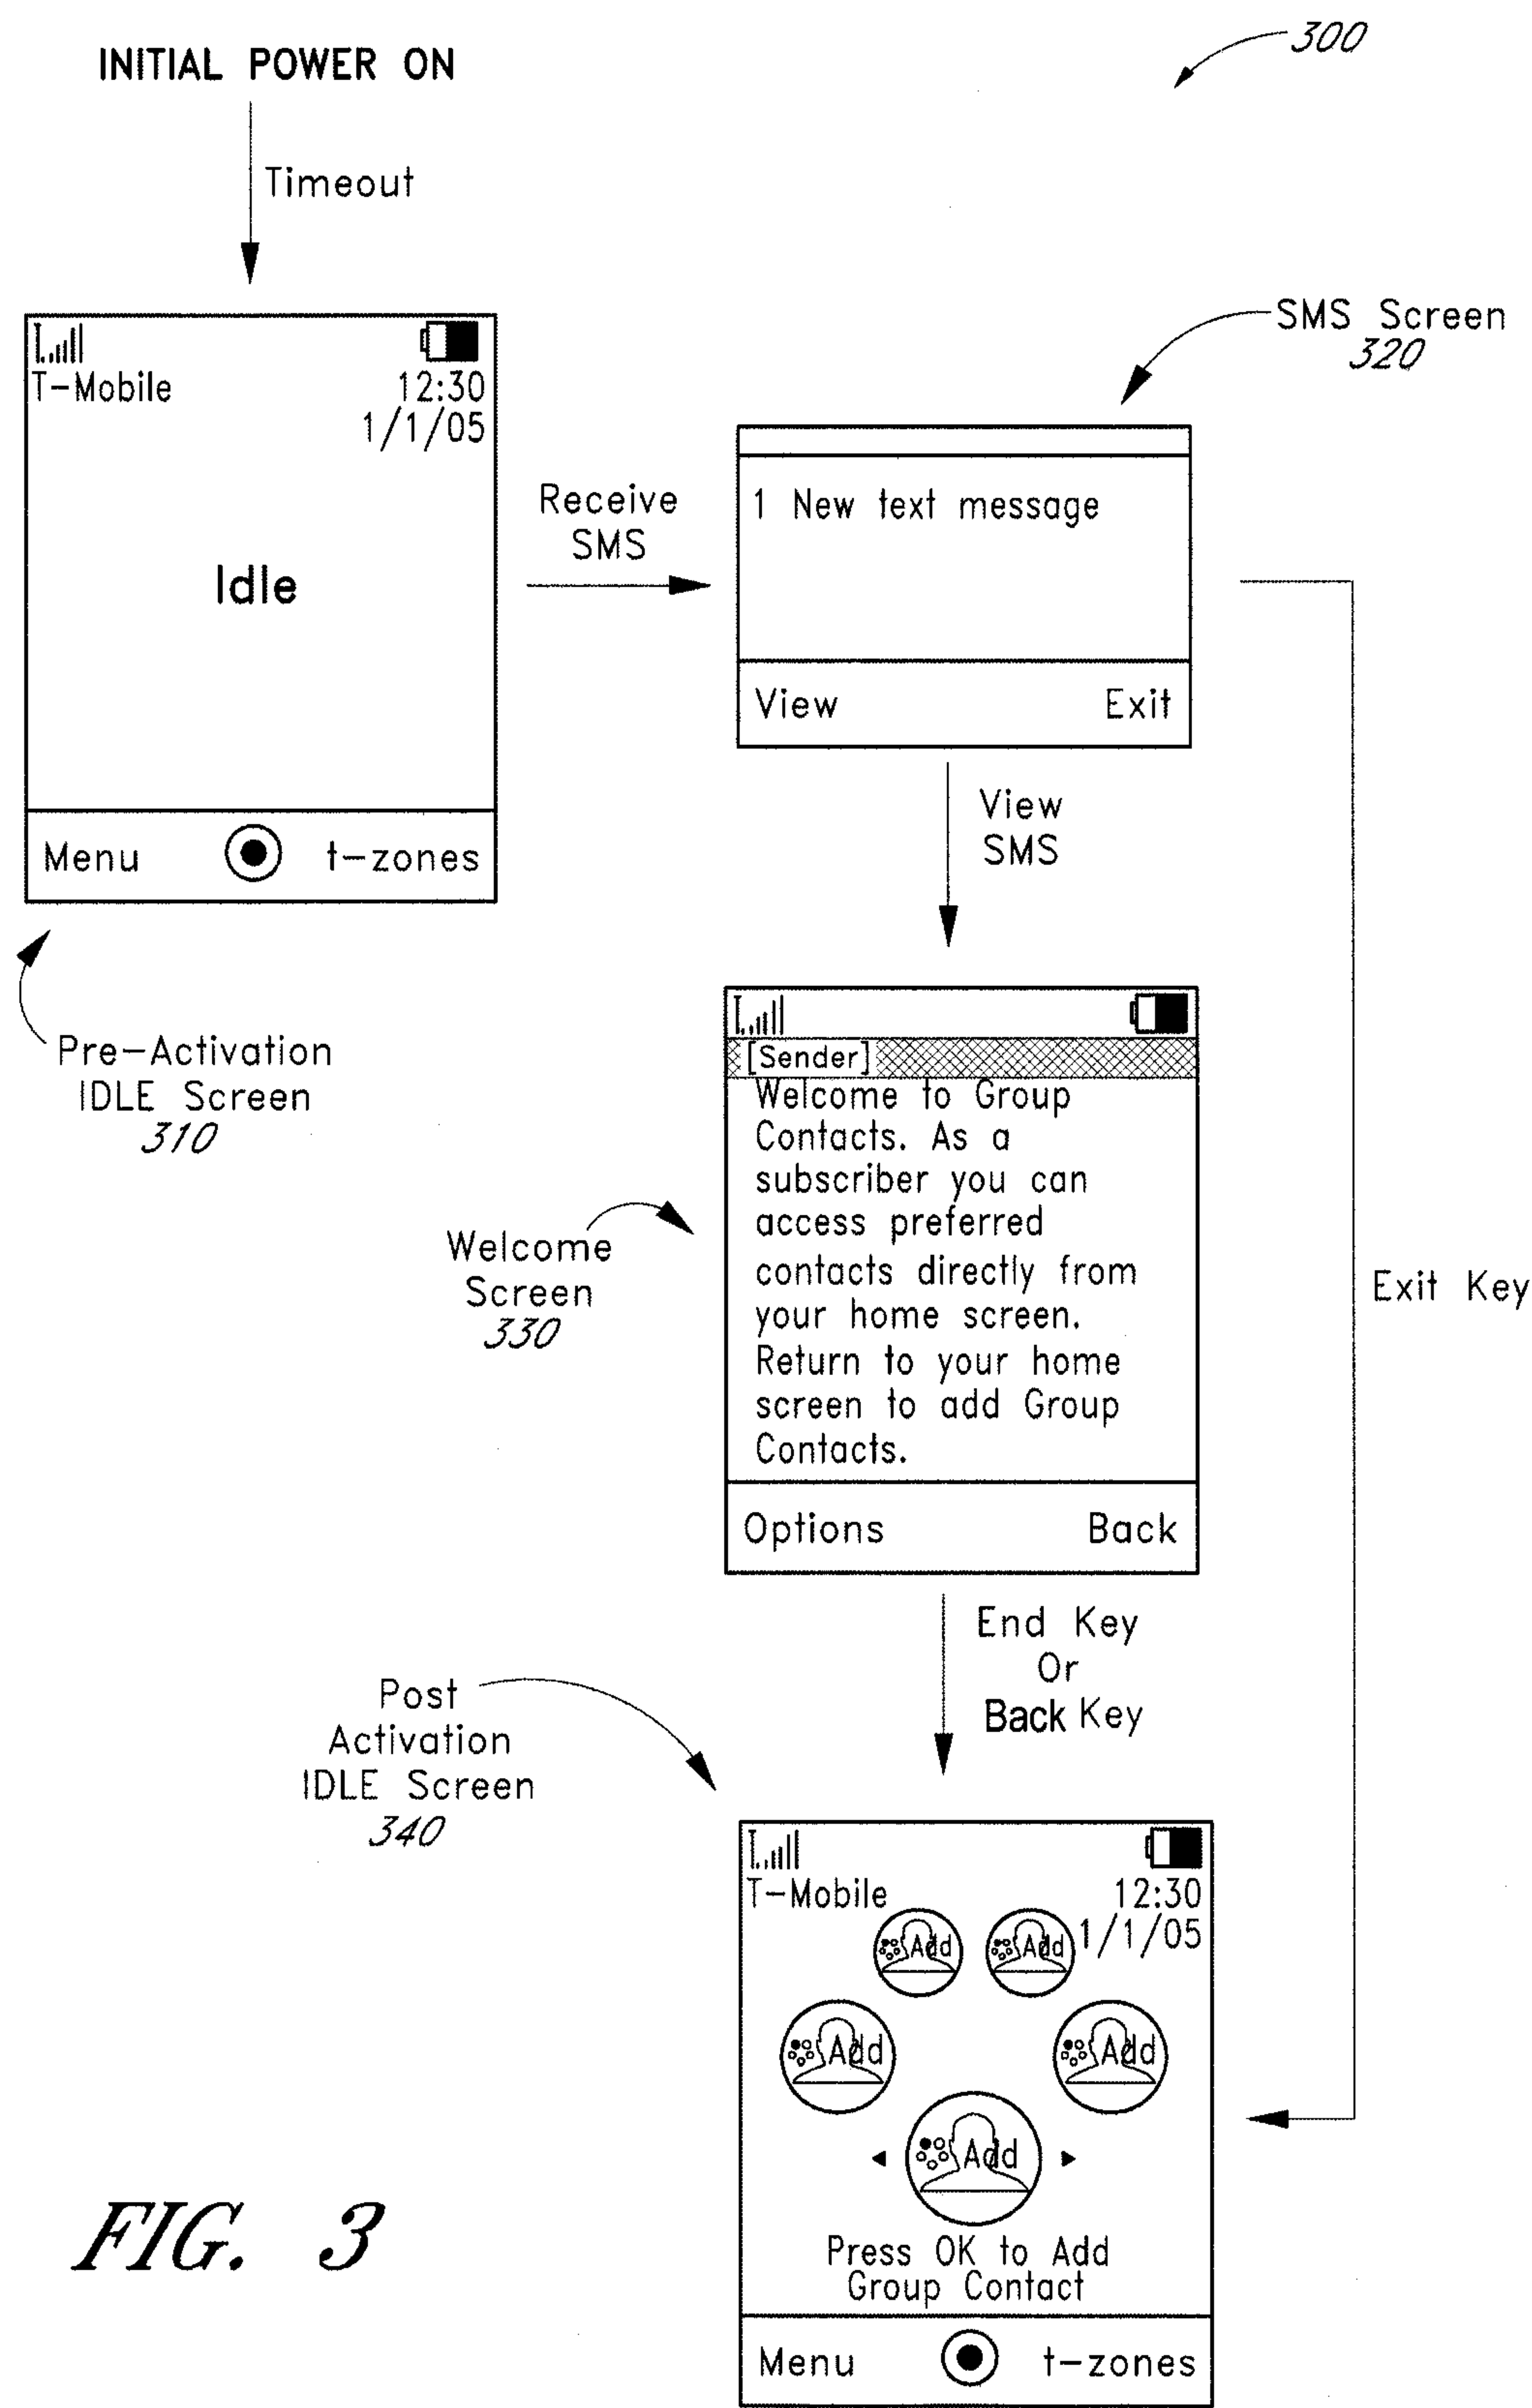 INITIAL POWER ON
300
Timeout
T-Mobile
12:30
1/1/05
Idle
Menu
t-zones
Pre-Activation
IDLE Screen
310
Receive
SMS
SMS Screen
320
1 New text message
View
Exit
View
SMS
Exit Key
[Sender]
Welcome to Group
Contacts. As a
subscriber you can
access preferred
contacts directly from
your home screen.
Return to your home
screen to add Group
Contacts.
Options
Back
Welcome
Screen
330
End Key
Or
Back Key
Post
Activation
IDLE Screen
340
T-Mobile
12:30
1/1/05
Add
Add
Add
Add
Add
Press OK to Add
Group Contact
Menu
t-zones
FIG. 3